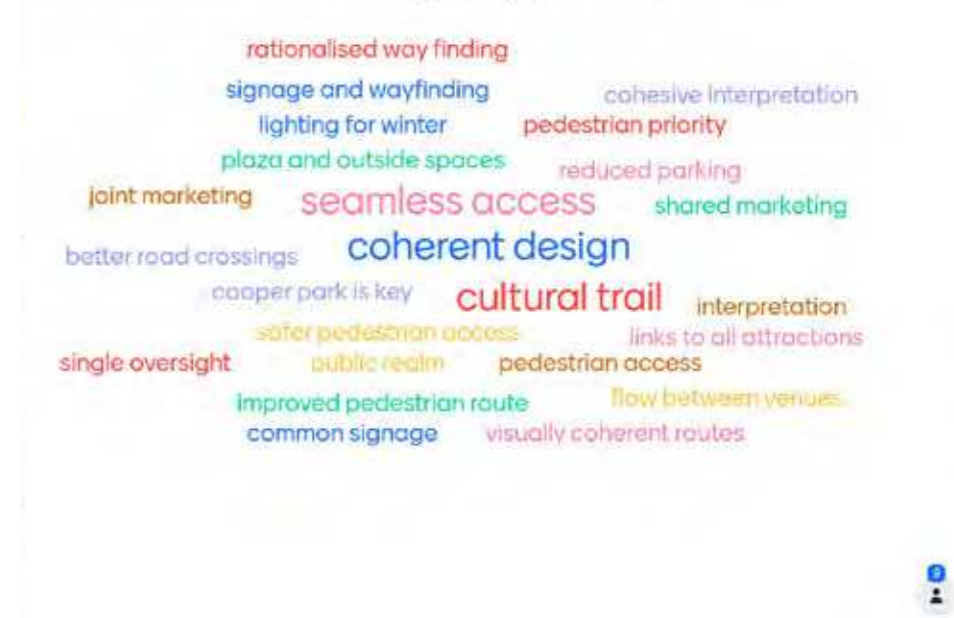 rationalised way finding
signage and wayfinding
cohesive interpretation
lighting for winter
pedestrian priority
plaza and outside spaces
reduced parking
joint marketing
seamless access
shared marketing
coherent design
better road crossings
cooper park is key
cultural trail
interpretation
safer pedestrian access
links to all attractions
single oversight
public realm
pedestrian access
improved pedestrian route
flow between venues
common signage
visually coherent routes